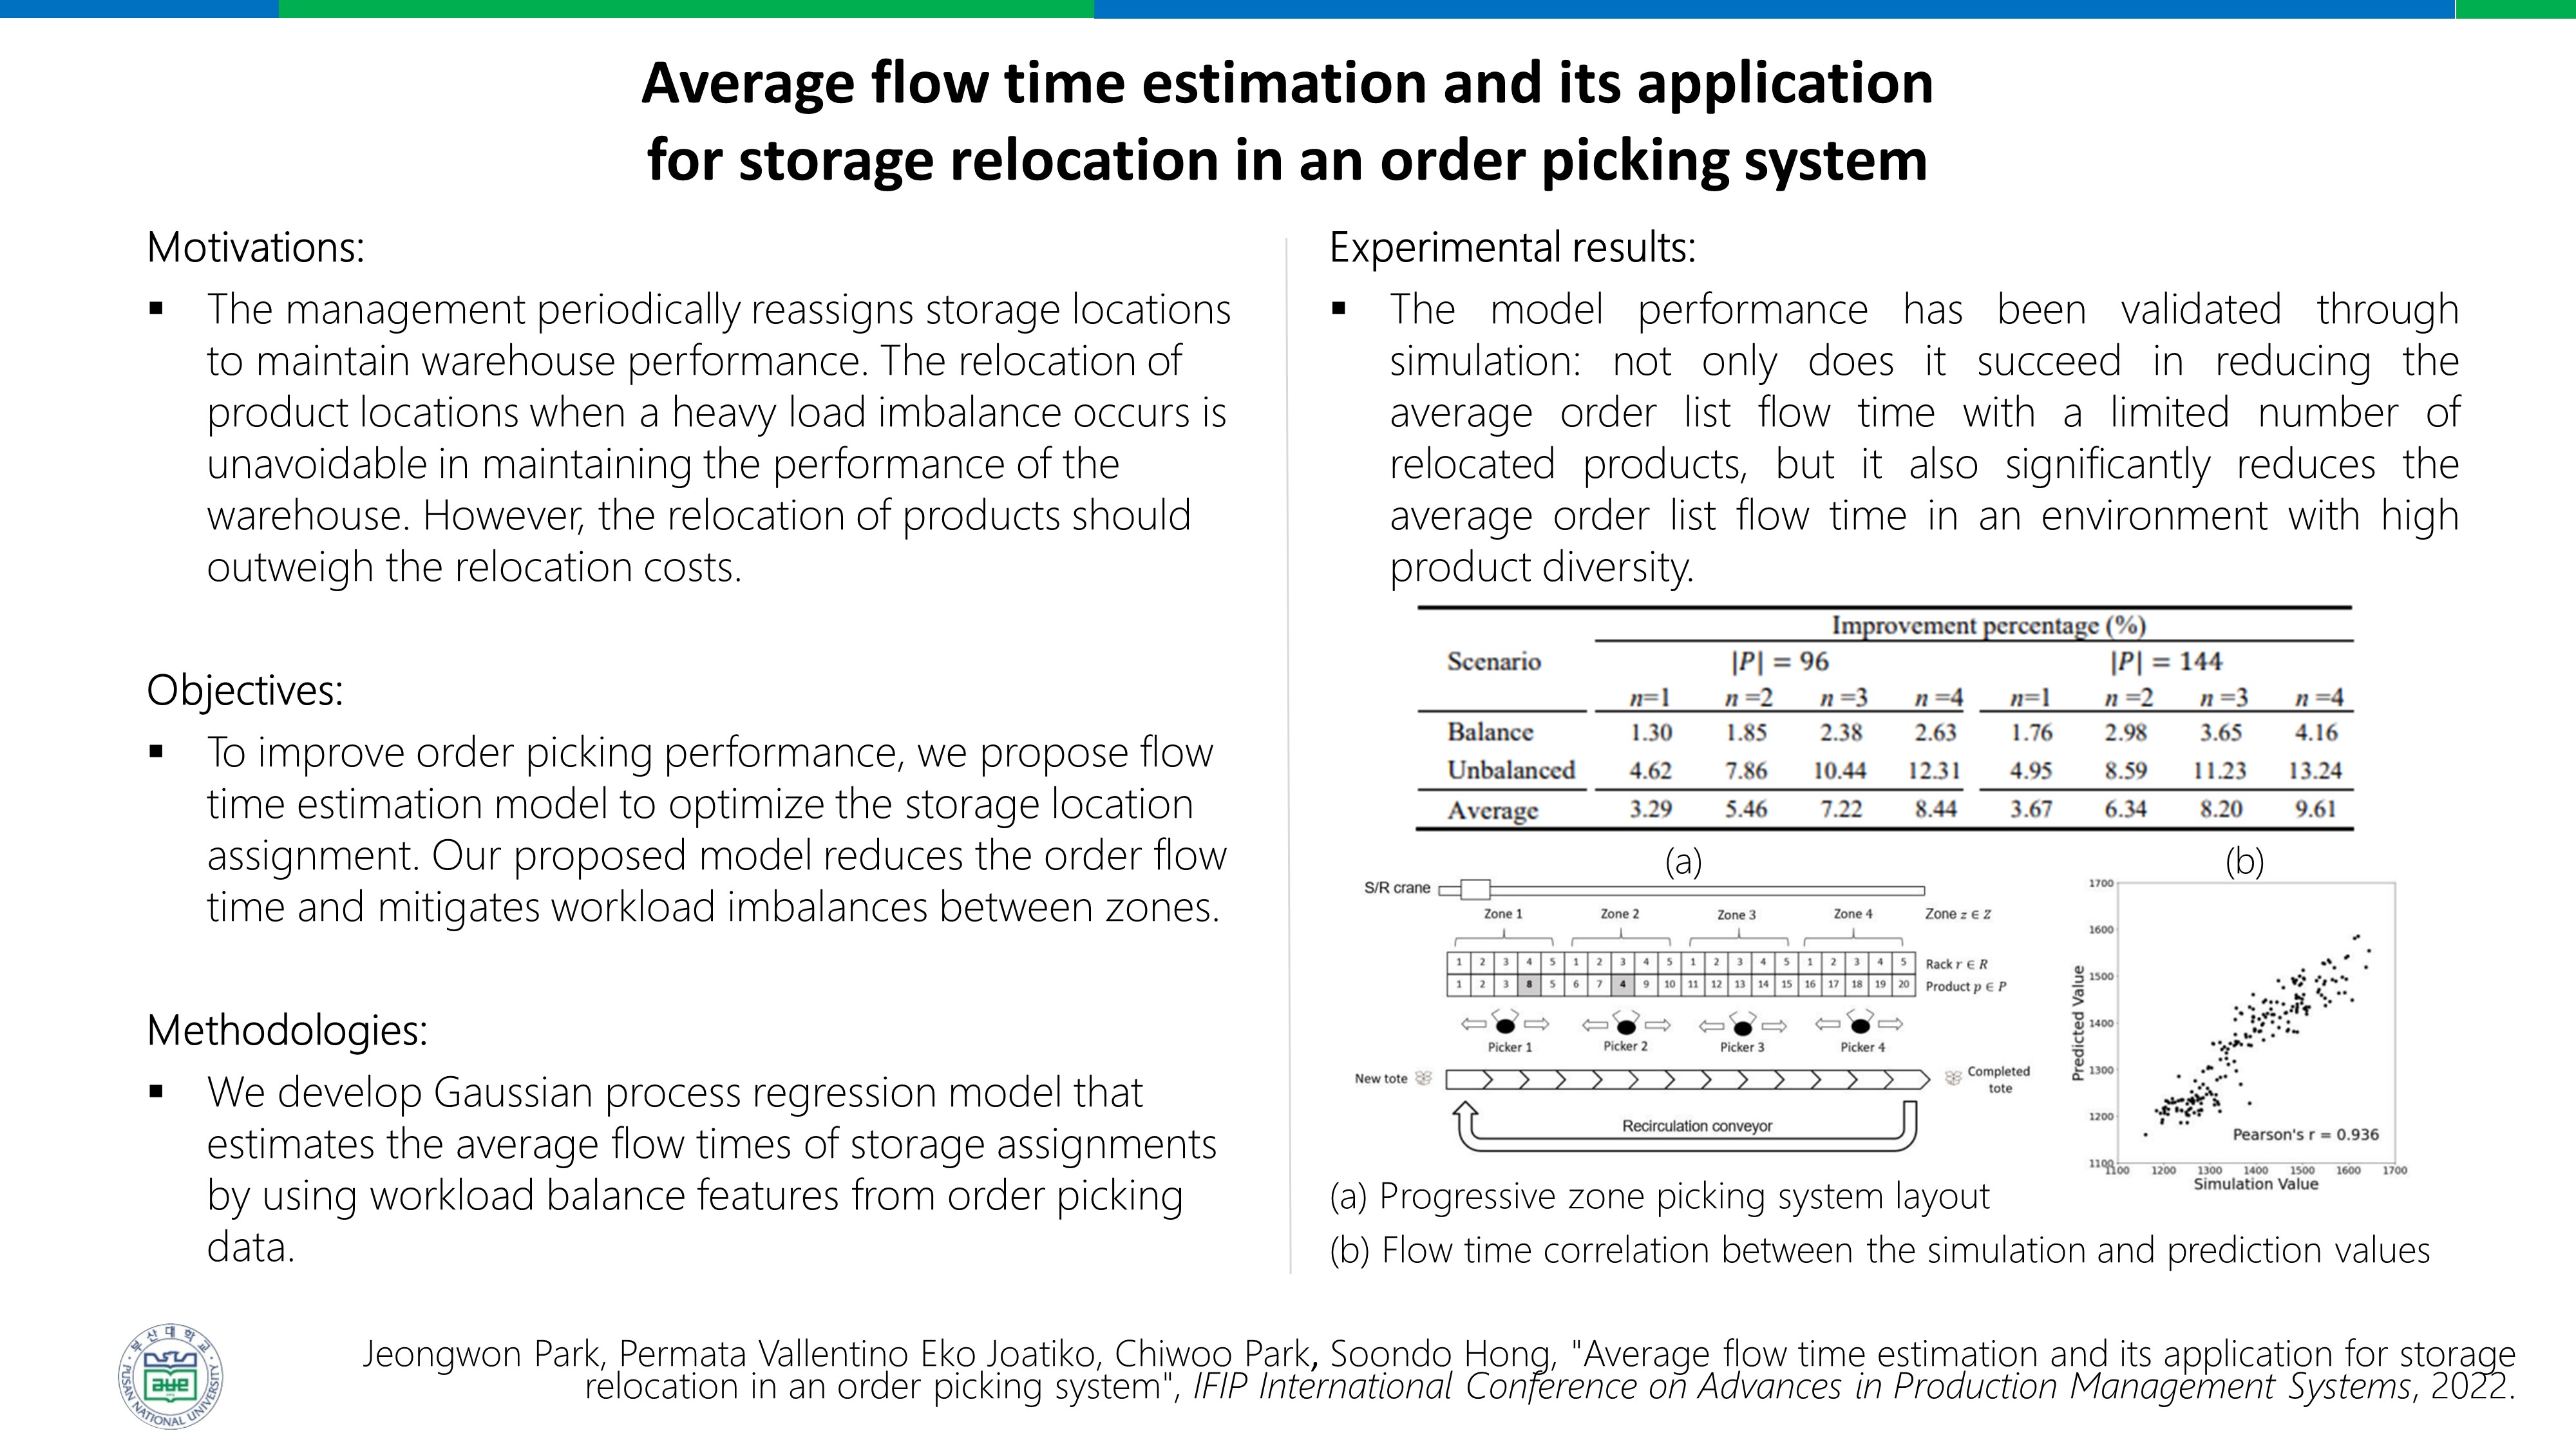 Average flow time estimation and its application
for storage relocation in an order picking system
Motivations:
▪ The management periodically reassigns storage locations
to maintain warehouse performance. The relocation of
product locations when a heavy load imbalance occurs is
unavoidable in maintaining the performance of the
warehouse. However, the relocation of products should
outweigh the relocation costs.
Objectives:
▪ To improve order picking performance, we propose flow
time estimation model to optimize the storage location
assignment. Our proposed model reduces the order flow
time and mitigates workload imbalances between zones.
Methodologies:
▪ We develop Gaussian process regression model that
estimates the average flow times of storage assignments
by using workload balance features from order picking
data.
Experimental results:
▪ The model performance has been validated through
simulation: not only does it succeed in reducing the
average order list flow time with a limited number of
relocated products, but it also significantly reduces the
average order list flow time in an environment with high
product diversity.
Improvement percentage (%)
Scenario |P| = 96 |P| = 144
n=1 n =2 n =3 n =4 n=1 n =2 n =3 n =4
Balance 1.30 1.85 2.38 2.63 1.76 2.98 3.65 4.16
Unbalanced 4.62 7.86 10.44 12.31 4.95 8.59 11.23 13.24
Average 3.29 5.46 7.22 8.44 3.67 6.34 8.20 9.61
(a)
S/R crane
Zone 1 Zone 2 Zone 3 Zone 4 Zone z ∈ Z
1 2 3 4 5 1 2 3 4 5 1 2 3 4 5 1 2 3 4 5 Rack r ∈ R
1 2 3 8 5 6 7 4 9 10 11 12 13 14 15 16 17 18 19 20 Product p ∈ P
Picker 1 Picker 2 Picker 3 Picker 4
New tote
Completed
tote
Recirculation conveyor
(b)
1700
1600
1500
1400
1300
1200
1100
Predicted Value
Pearson's r = 0.936
1100 1200 1300 1400 1500 1600 1700
Simulation Value
(a) Progressive zone picking system layout
(b) Flow time correlation between the simulation and prediction values
부산대학교
PUSAN NATIONAL UNIVERSITY
Jeongwon Park, Permata Vallentino Eko Joatiko, Chiwoo Park, Soondo Hong, "Average flow time estimation and its application for storage
relocation in an order picking system", IFIP International Conference on Advances in Production Management Systems, 2022.